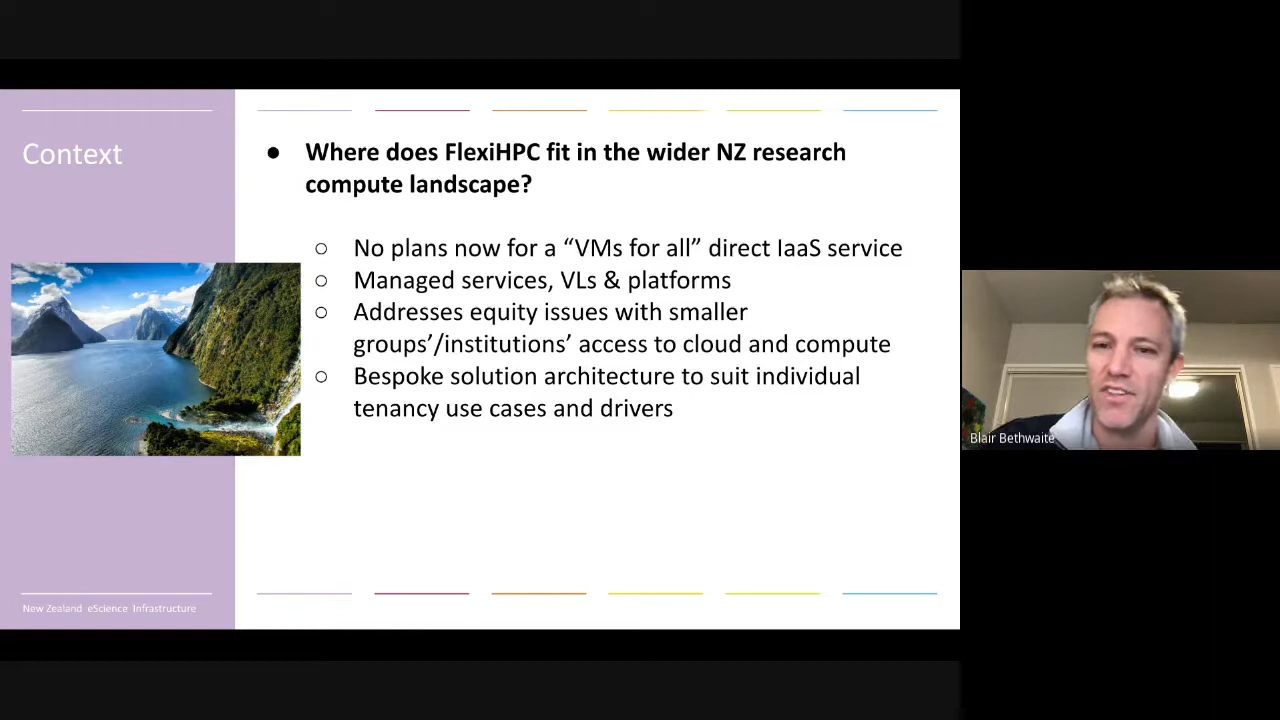 Context
● Where does FlexiHPC fit in the wider NZ research
compute landscape?
○ No plans now for a “VMs for all” direct IaaS service
○ Managed services, VLs & platforms
○ Addresses equity issues with smaller
groups’/institutions’ access to cloud and compute
○ Bespoke solution architecture to suit individual
tenancy use cases and drivers
New Zealand eScience Infrastructure
Blair Bethwaite